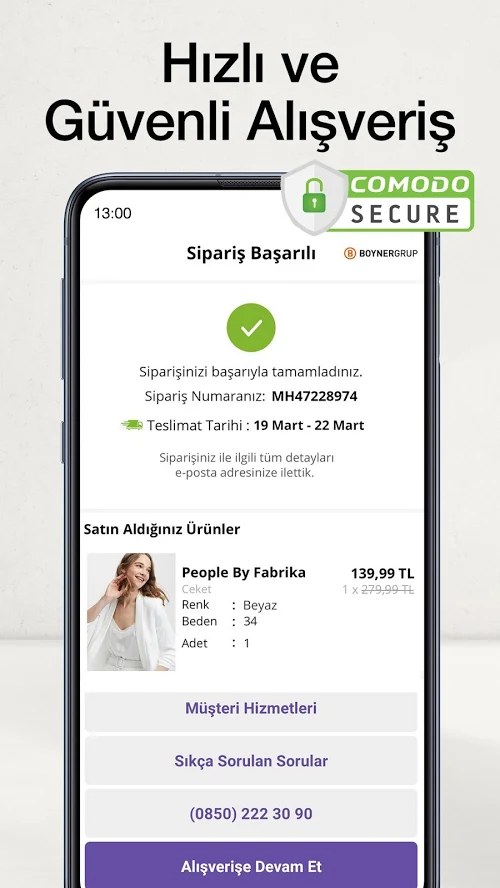 Hızlı ve
Güvenli Alışveriş
COMODO
SECURE
13:00
Sipariş Başarılı
B BOYNERGRUP
Siparişinizi başarıyla tamamladınız.
Sipariş Numaranız: MH47228974
Teslimat Tarihi : 19 Mart - 22 Mart
Siparişiniz ile ilgili tüm detayları
e-posta adresinize ilettik.
Satın Aldığınız Ürünler
People By Fabrika 139,99 TL
Ceket 1 x 279,99 TL
Renk : Beyaz
Beden : 34
Adet : 1
Müşteri Hizmetleri
Sıkça Sorulan Sorular
(0850) 222 30 90
Alışverişe Devam Et